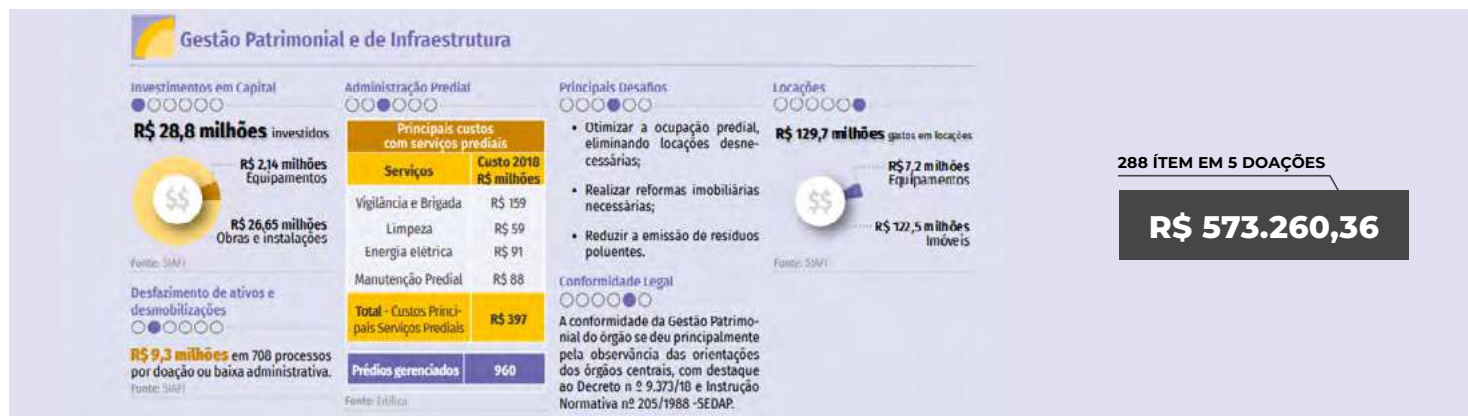 Gestão Patrimonial e de Infraestrutura
Investimentos em Capital
R$ 28,8 milhões investidos
R$ 2,14 milhões
Equipamentos
$$
R$ 26,65 milhões
Obras e instalações
Fonte: SIAFI
Desfazimento de ativos e
desmobilizações
R$ 9,3 milhões em 708 processos
por doação ou baixa administrativa.
Fonte: SIAFI
Administração Predial
Principais custos
com serviços prediais
Serviços Custo 2018
R$ milhões
Vigilância e Brigada R$ 159
Limpeza R$ 59
Energia elétrica R$ 91
Manutenção Predial R$ 88
Total - Custos Princi-
pais Serviços Prediais R$ 397
Prédios gerenciados 960
Fonte:
Principais Desafios
• Otimizar a ocupação predial,
eliminando locações desne-
cessárias;
• Realizar reformas imobiliárias
necessárias;
• Reduzir a emissão de resíduos
poluentes.
Conformidade Legal
A conformidade da Gestão Patrimo-
nial do órgão se deu principalmente
pela observância das orientações
dos órgãos centrais, com destaque
ao Decreto n º 9.373/18 e Instrução
Normativa nº 205/1988 -SEDAP.
Locações
R$ 129,7 milhões gastos em locações
R$ 7,2 milhões
Equipamentos
$$
R$ 122,5 milhões
Imóveis
Fonte: SIAFI
288 ÍTEM EM 5 DOAÇÕES
R$ 573.260,36